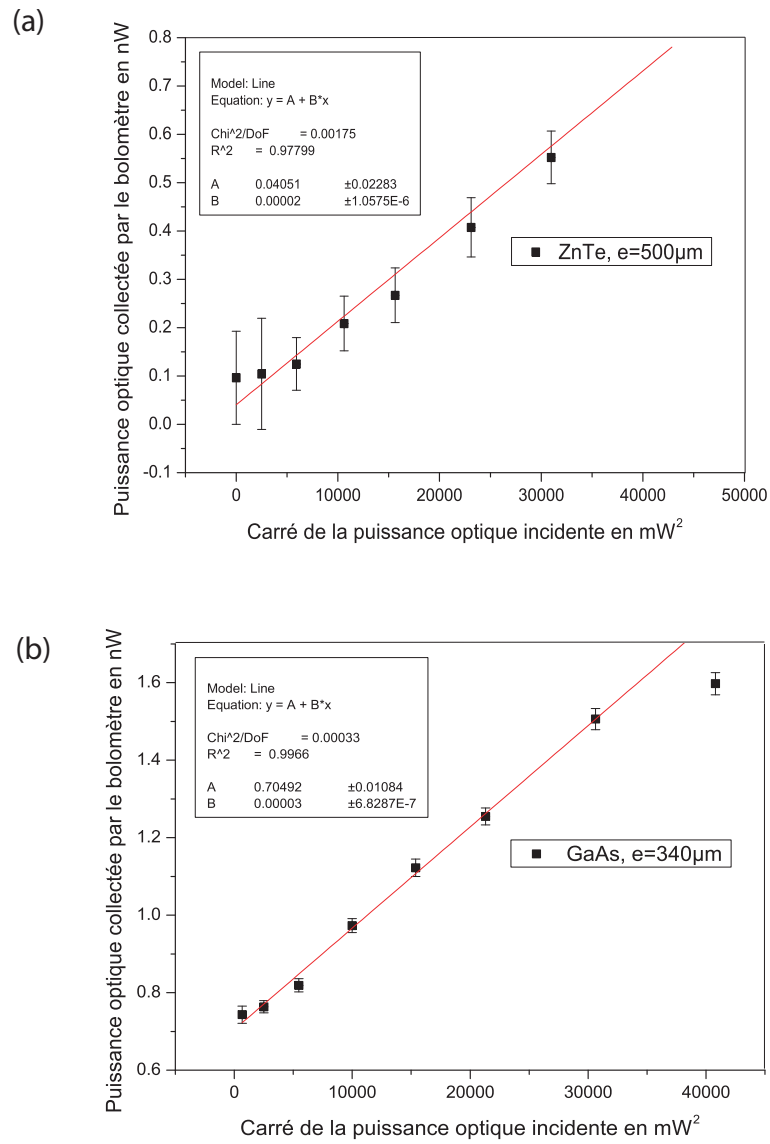 (a)
Puissance optique collectée par le bolomètre en nW
0.8
0.7
0.6
0.5
0.4
0.3
0.2
0.1
0.0
-0.1
Model: Line
Equation: y = A + B*x
Chi^2/DoF = 0.00175
R^2 = 0.97799
A 0.04051 ±0.02283
B 0.00002 ±1.0575E-6
ZnTe, e=500µm
0 10000 20000 30000 40000 50000
Carré de la puissance optique incidente en mW²
(b)
Puissance optique collectée par le bolomètre en nW
1.6
1.4
1.2
1.0
0.8
0.6
Model: Line
Equation: y = A + B*x
Chi^2/DoF = 0.00033
R^2 = 0.9966
A 0.70492 ±0.01084
B 0.00003 ±6.8287E-7
GaAs, e=340µm
0 10000 20000 30000 40000
Carré de la puissance optique incidente en mW²